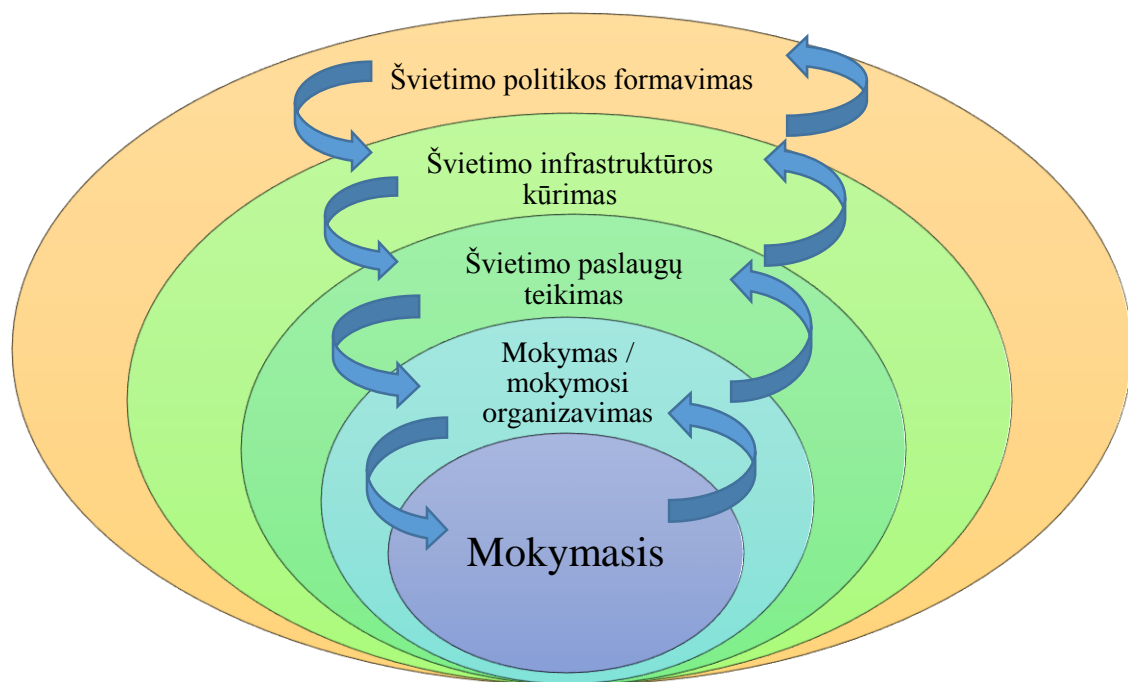 Švietimo politikos formavimas
Švietimo infrastruktūros
kūrimas
Švietimo paslaugų
teikimas
Mokymas /
mokymosi
organizavimas
Mokymasis